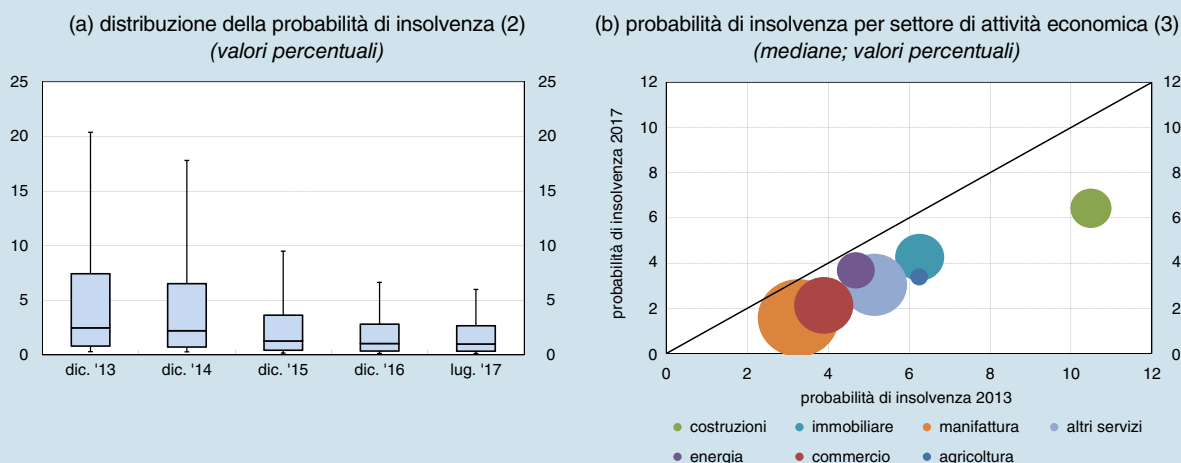 (a) distribuzione della probabilità di insolvenza (2)
(valori percentuali)
25 25
20 20
15 15
10 10
5 5
0 0
dic. '13 dic. '14 dic. '15 dic. '16 lug. '17
(b) probabilità di insolvenza per settore di attività economica (3)
(mediane; valori percentuali)
probabilità di insolvenza 2017
12 12
10 10
8 8
6 6
4 4
2 2
0 0
0 2 4 6 8 10 12
probabilità di insolvenza 2013
costruzioni immobiliare manifattura altri servizi
energia commercio agricoltura